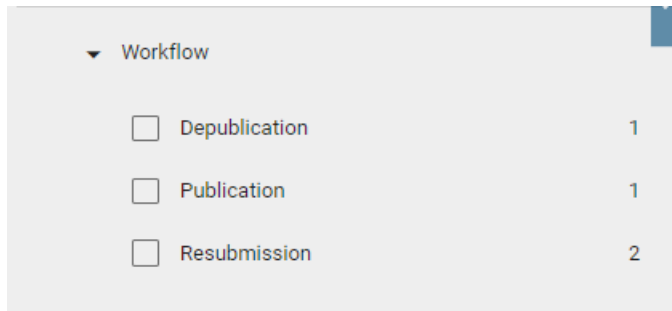 Workflow
Depublication 1
Publication 1
Resubmission 2